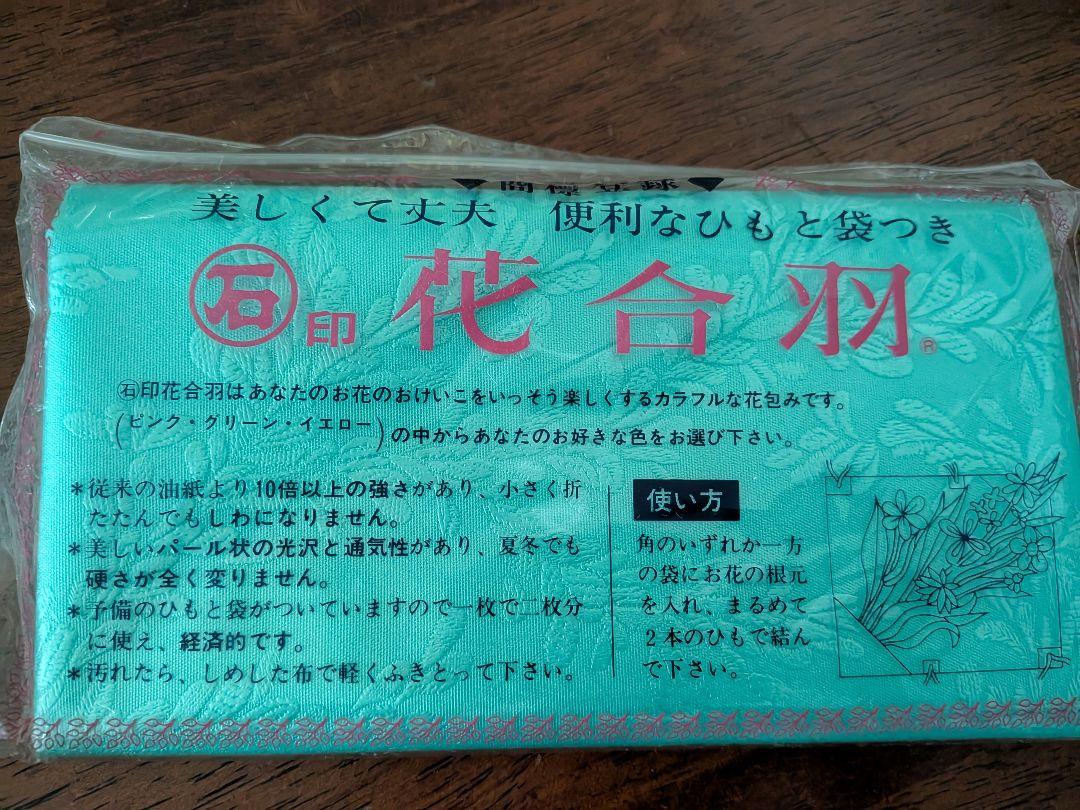 商標登録
美しくて丈夫 便利なひもと袋つき
石印 花合羽®
石印花合羽はあなたのお花のおけいこをいっそう楽しくするカラフルな花包みです。
(ピンク・グリーン・イエロー)の中からあなたのお好きな色をお選び下さい。
*従来の油紙より10倍以上の強さがあり、小さく折
たたんでもしわになりません。
*美しいパール状の光沢と通気性があり、夏冬でも
硬さが全く変りません。
*予備のひもと袋がついていますので一枚で二枚分
に使え、経済的です。
*汚れたら、しめした布で軽くふきとって下さい。
使い方
角のいずれか一方
の袋にお花の根元
を入れ、まるめて
2本のひもで結ん
で下さい。